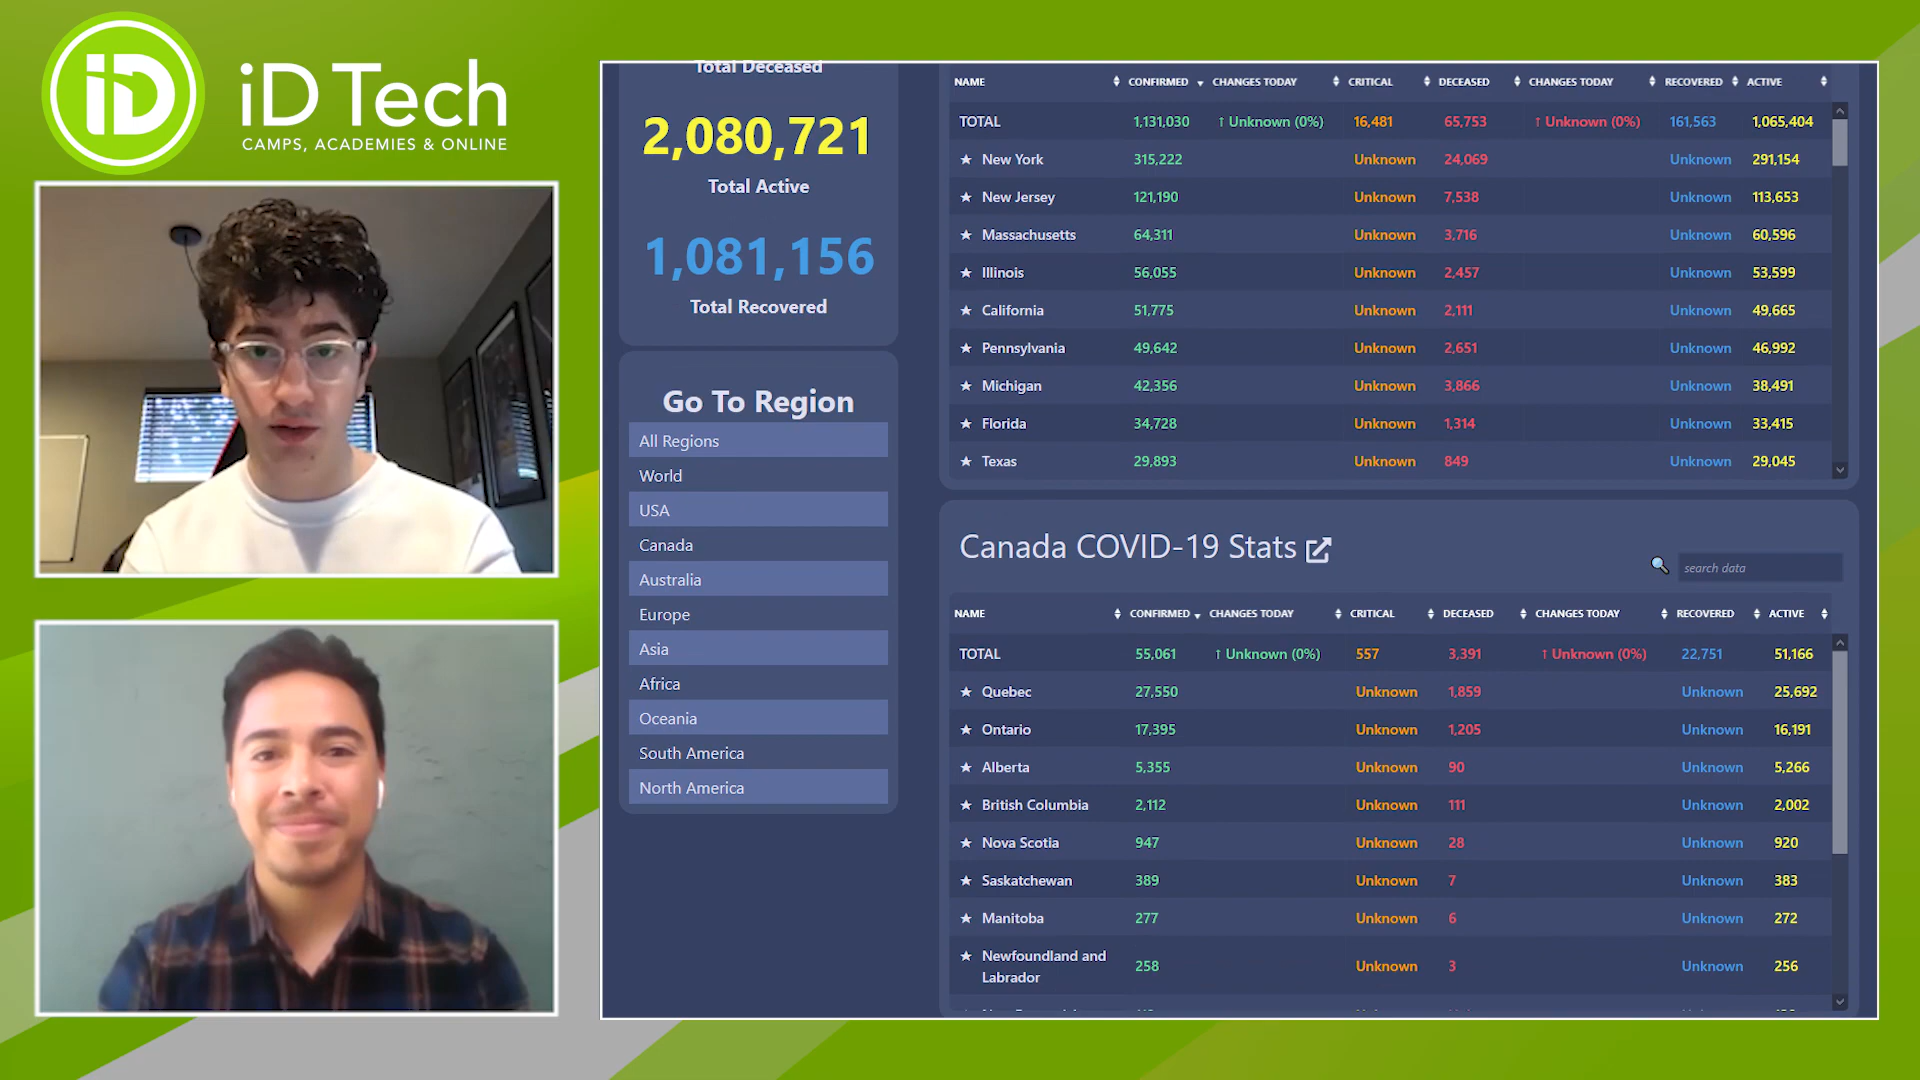 iD
iD Tech
CAMPS, ACADEMIES & ONLINE
Total Deceased
2,080,721
Total Active
1,081,156
Total Recovered
Go To Region
All Regions
World
USA
Canada
Australia
Europe
Asia
Africa
Oceania
South America
North America
NAME CONFIRMED CHANGES TODAY CRITICAL DECEASED CHANGES TODAY RECOVERED ACTIVE
TOTAL 1,131,030 ↑ Unknown (0%) 16,481 65,753 ↑ Unknown (0%) 161,563 1,065,404
★ New York 315,222 Unknown 24,069 Unknown 291,154
★ New Jersey 121,190 Unknown 7,538 Unknown 113,653
★ Massachusetts 64,311 Unknown 3,716 Unknown 60,596
★ Illinois 56,055 Unknown 2,457 Unknown 53,599
★ California 51,775 Unknown 2,111 Unknown 49,665
★ Pennsylvania 49,642 Unknown 2,651 Unknown 46,992
★ Michigan 42,356 Unknown 3,866 Unknown 38,491
★ Florida 34,728 Unknown 1,314 Unknown 33,415
★ Texas 29,893 Unknown 849 Unknown 29,045
Canada COVID-19 Stats
search data
NAME CONFIRMED CHANGES TODAY CRITICAL DECEASED CHANGES TODAY RECOVERED ACTIVE
TOTAL 55,061 ↑ Unknown (0%) 557 3,391 ↑ Unknown (0%) 22,751 51,166
★ Quebec 27,550 Unknown 1,859 Unknown 25,692
★ Ontario 17,395 Unknown 1,205 Unknown 16,191
★ Alberta 5,355 Unknown 90 Unknown 5,266
★ British Columbia 2,112 Unknown 111 Unknown 2,002
★ Nova Scotia 947 Unknown 28 Unknown 920
★ Saskatchewan 389 Unknown 7 Unknown 383
★ Manitoba 277 Unknown 6 Unknown 272
★ Newfoundland and
Labrador 258 Unknown 3 Unknown 256